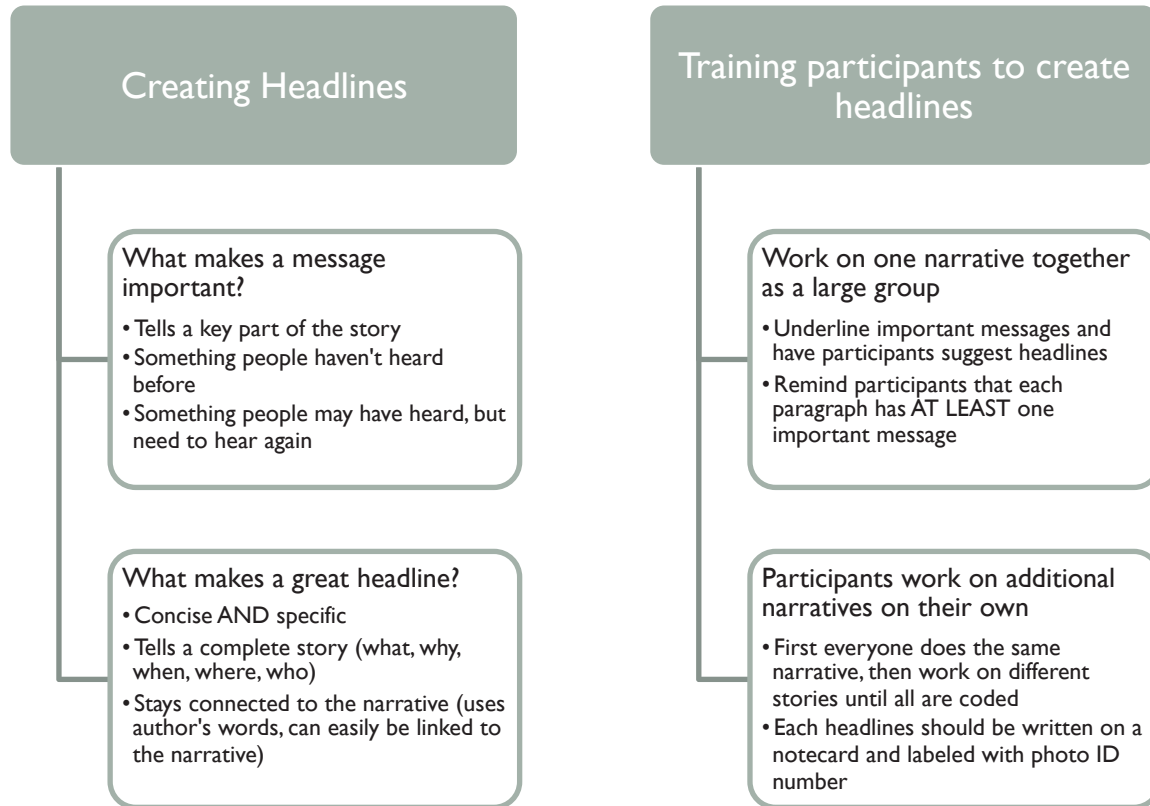 Creating Headlines
What makes a message
important?
• Tells a key part of the story
• Something people haven't heard
before
• Something people may have heard, but
need to hear again
What makes a great headline?
• Concise AND specific
• Tells a complete story (what, why,
when, where, who)
• Stays connected to the narrative (uses
author's words, can easily be linked to
the narrative)
Training participants to create
headlines
Work on one narrative together
as a large group
• Underline important messages and
have participants suggest headlines
• Remind participants that each
paragraph has AT LEAST one
important message
Participants work on additional
narratives on their own
• First everyone does the same
narrative, then work on different
stories until all are coded
• Each headlines should be written on a
notecard and labeled with photo ID
number